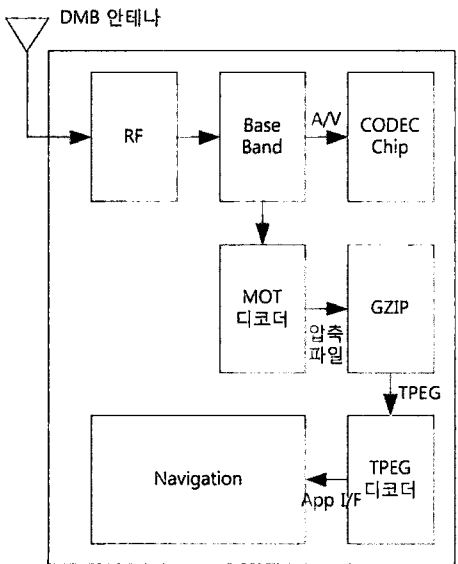 DMB 안테나
RF
Base
Band
A/V
CODEC
Chip
MOT
디코더
압축
파일
GZIP
TPEG
Navigation
App I/F
TPEG
디코더